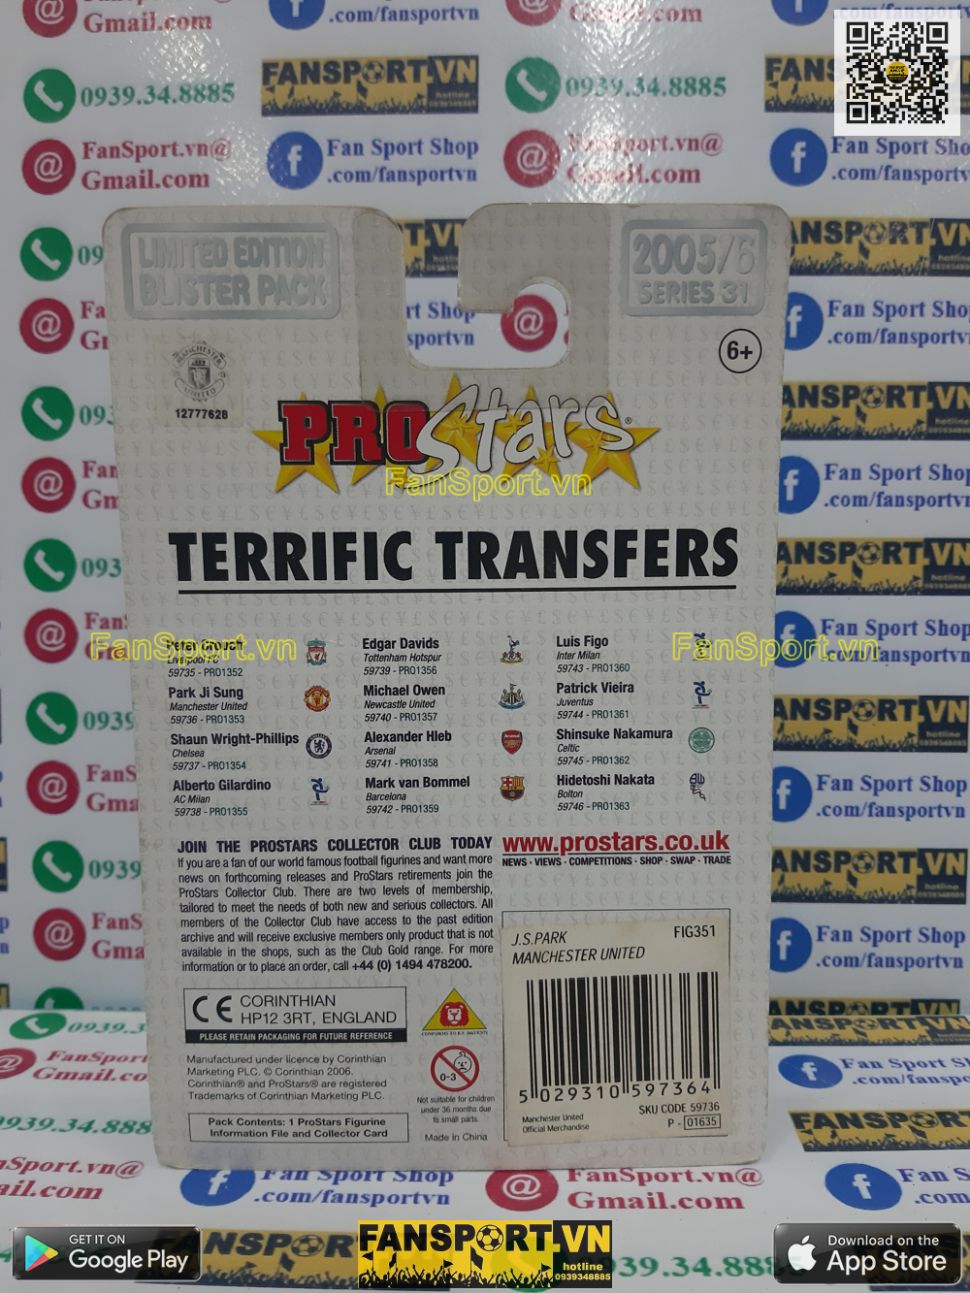 LIMITED EDITION
BLISTER PACK
2005/6
SERIES 31
6+
MANCHESTER
UNITED
12777628
PROStars®
FanSport.vn
TERRIFIC TRANSFERS
Peter Crouch
Liverpool FC
59735 - PRO1352
Park Ji Sung
Manchester United
59736 - PRO1353
Shaun Wright-Phillips
Chelsea
59737 - PRO1354
Alberto Gilardino
AC Milan
59738 - PRO1355
Edgar Davids
Tottenham Hotspur
59739 - PRO1356
Michael Owen
Newcastle United
59740 - PRO1357
Alexander Hleb
Arsenal
59741 - PRO1358
Mark van Bommel
Barcelona
59742 - PRO1359
Luis Figo
Inter Milan
59743 - PRO1360
Patrick Vieira
Juventus
59744 - PRO1361
Shinsuke Nakamura
Celtic
59745 - PRO1362
Hidetoshi Nakata
Bolton
59746 - PRO1363
FanSport.vn
FanSport.vn
JOIN THE PROSTARS COLLECTOR CLUB TODAY
If you are a fan of our world famous football figurines and want more
news on forthcoming releases and ProStars retirements join the
ProStars Collector Club. There are two levels of membership,
tailored to meet the needs of both new and serious collectors. All
members of the Collector Club have access to the past edition
archive and will receive exclusive members only product that is not
available in the shops, such as the Club Gold range. For more
information or to place an order, call +44 (0) 1494 478200.
www.prostars.co.uk
NEWS - VIEWS - COMPETITIONS - SHOP - SWAP - TRADE
J.S.PARK
FIG351
MANCHESTER UNITED
5 029310 597364
SKU CODE 59736
P - 01635
Manchester United
Official Merchandise
CE CORINTHIAN
HP12 3RT, ENGLAND
PLEASE RETAIN PACKAGING FOR FUTURE REFERENCE
Manufactured under licence by Corinthian
Marketing PLC. © Corinthian 2006.
Corinthian® and ProStars® are registered
Trademarks of Corinthian Marketing PLC.
Pack Contents: 1 ProStars Figurine
Information File and Collector Card
0-3
Not suitable for children
under 36 months due
to small parts.
Made in China
FANSPORT.VN
hotline
0939348885
0939.34.8885
FanSport.vn@
Gmail.com
Fan Sport Shop
.com/fansportvn
GET IT ON
Google Play
FANSPORT.VN
hotline
0939348885
Download on the
App Store